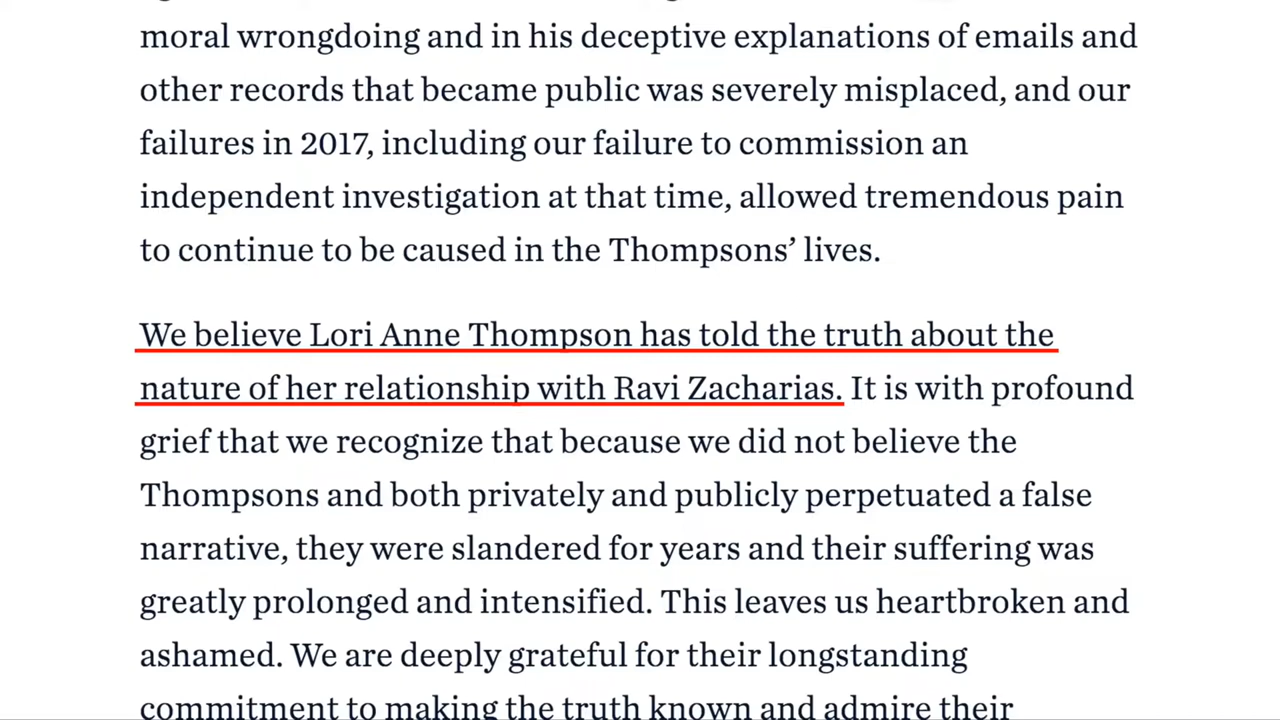 moral wrongdoing and in his deceptive explanations of emails and
other records that became public was severely misplaced, and our
failures in 2017, including our failure to commission an
independent investigation at that time, allowed tremendous pain
to continue to be caused in the Thompsons’ lives.
We believe Lori Anne Thompson has told the truth about the
nature of her relationship with Ravi Zacharias. It is with profound
grief that we recognize that because we did not believe the
Thompsons and both privately and publicly perpetuated a false
narrative, they were slandered for years and their suffering was
greatly prolonged and intensified. This leaves us heartbroken and
ashamed. We are deeply grateful for their longstanding
commitment to making the truth known and admire their